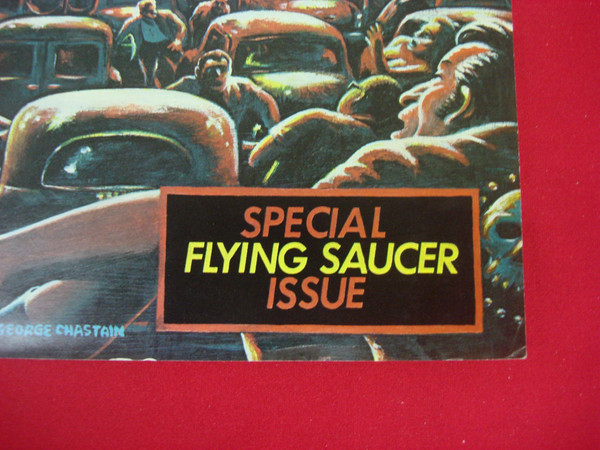 SPECIAL
FLYING SAUCER
ISSUE
GEORGE CHASTAIN